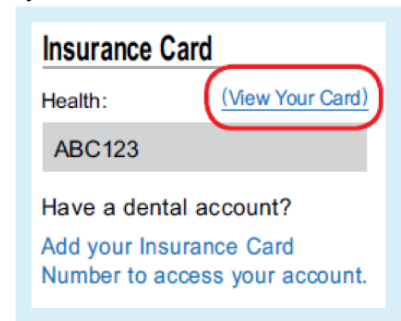 Insurance Card
Health: (View Your Card)
ABC123
Have a dental account?
Add your Insurance Card
Number to access your account.